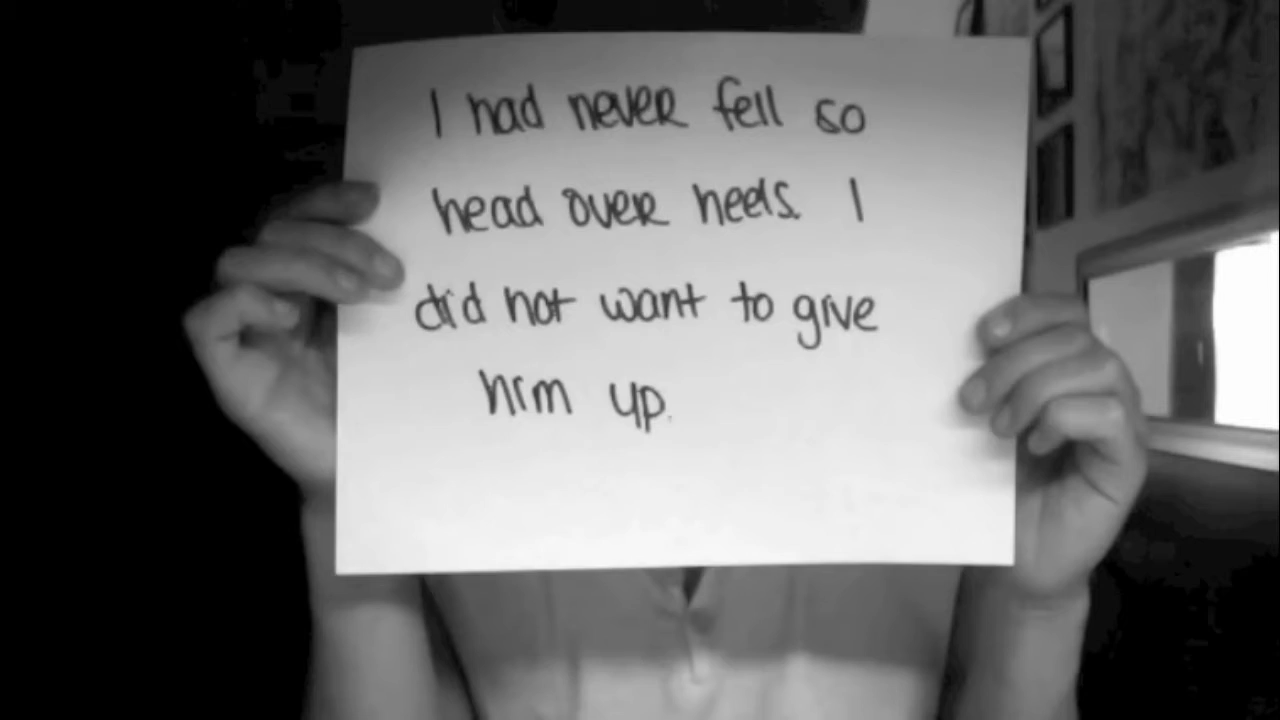 I had never fell so
head over heels. I
did not want to give
him up.